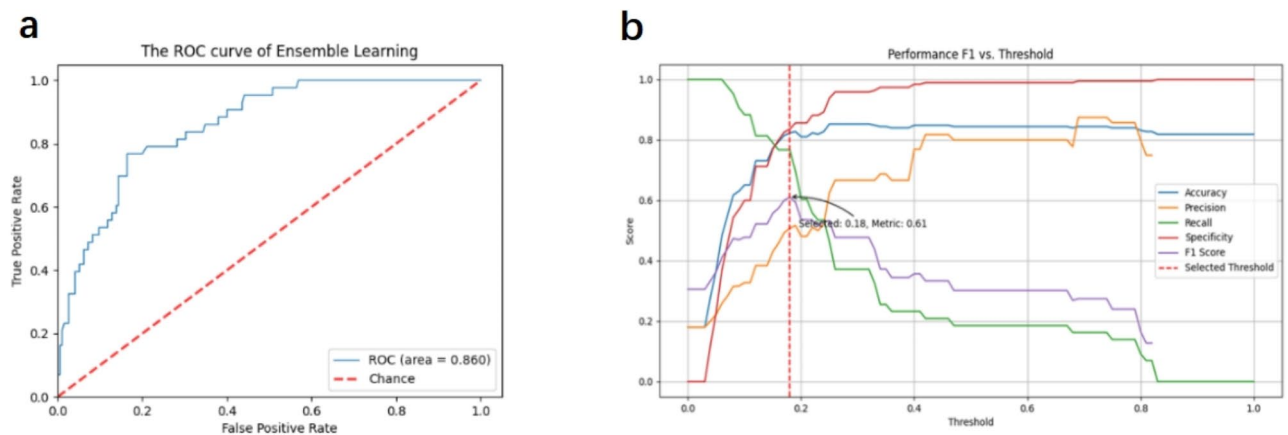 a
The ROC curve of Ensemble Learning
1.0
0.8
0.6
0.4
0.2
0.0
True Positive Rate
0.0 0.2 0.4 0.6 0.8 1.0
False Positive Rate
ROC (area = 0.860)
Chance
b
Performance F1 vs. Threshold
1.0
0.8
0.6
0.4
0.2
0.0
Score
0.0 0.2 0.4 0.6 0.8 1.0
Threshold
Selected: 0.18, Metric: 0.61
Accuracy
Precision
Recall
Specificity
F1 Score
Selected Threshold